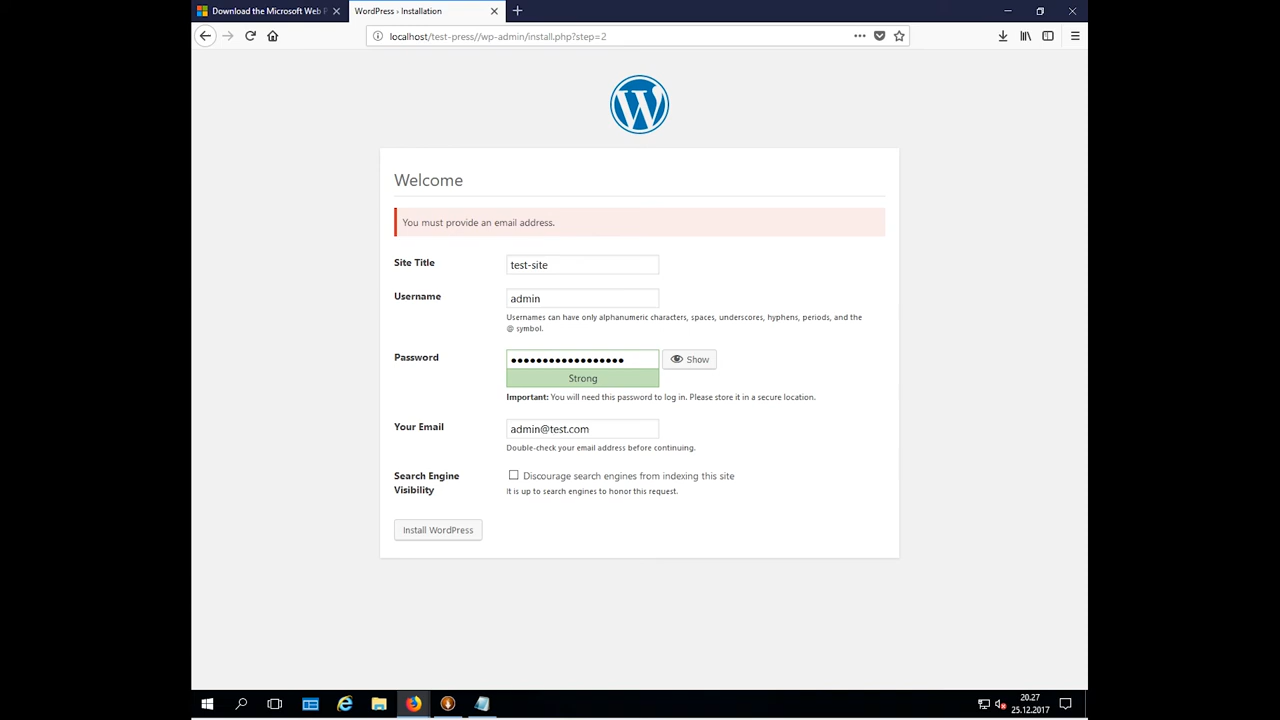 Download the Microsoft Web P
WordPress › Installation
localhost/test-press//wp-admin/install.php?step=2
Welcome
You must provide an email address.
Site Title
test-site
Username
admin
Usernames can have only alphanumeric characters, spaces, underscores, hyphens, periods, and the
@ symbol.
Password
Show
Strong
Important: You will need this password to log in. Please store it in a secure location.
Your Email
admin@test.com
Double-check your email address before continuing.
Search Engine
Visibility
Discourage search engines from indexing this site
It is up to search engines to honor this request.
Install WordPress
20.27
25.12.2017